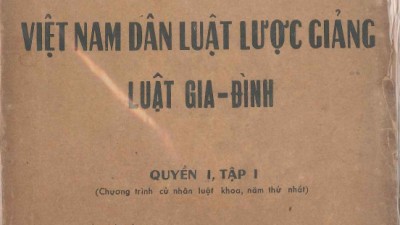 VIỆT NAM DÂN LUẬT LƯỢC GIẢNG
LUẬT GIA-ĐÌNH
QUYỂN I, TẬP I
(Chương trình cử nhân luật khoa, năm thứ nhất)